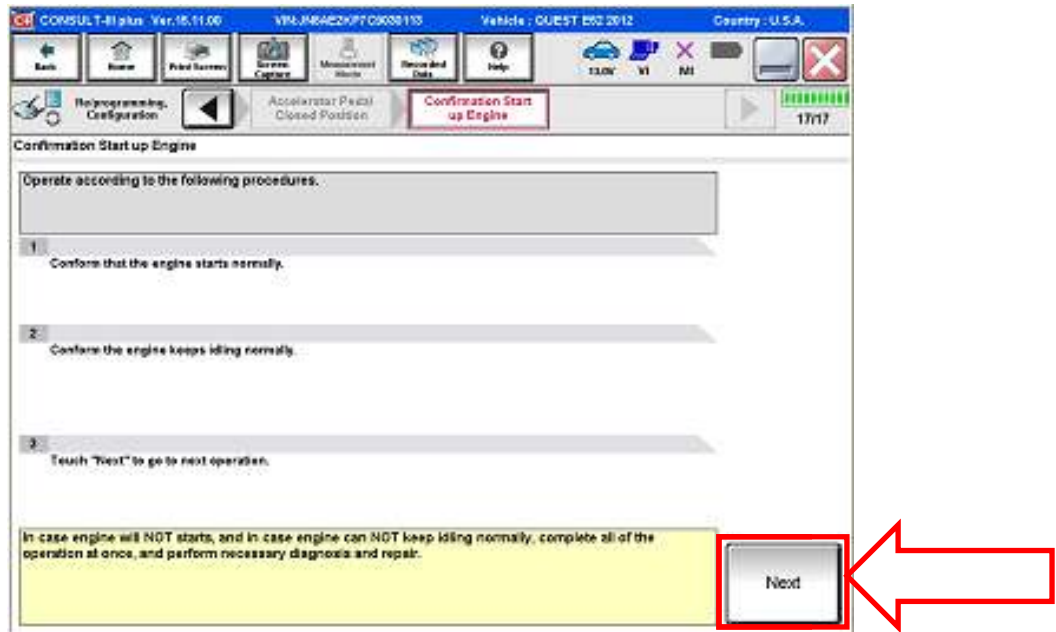 CONSULT-III plus Ver.15.11.00 VIN:JN8AE2KP7C9030113 Vehicle : QUEST E52 2012 Country : U.S.A.
Back Home Print Screen Screen Capture Measurement Mode Recorded Data Help 13.0V VI MI
Re/programming, Configuration Accelerator Pedal Closed Position Confirmation Start up Engine 17/17
Confirmation Start up Engine
Operate according to the following procedures.
1
Conform that the engine starts normally.
2
Conform the engine keeps idling normally.
3
Touch "Next" to go to next operation.
In case engine will NOT starts, and in case engine can NOT keep idling normally, complete all of the
operation at once, and perform necessary diagnosis and repair.
Next